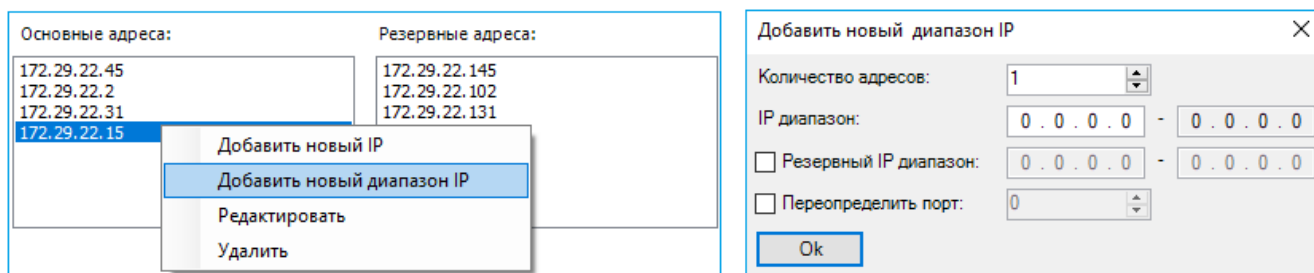 Основные адреса:
172.29.22.45
172.29.22.2
172.29.22.31
172.29.22.15
Резервные адреса:
172.29.22.145
172.29.22.102
172.29.22.131
Добавить новый IP
Добавить новый диапазон IP
Редактировать
Удалить
Добавить новый  диапазон IP
Количество адресов: 1
IP диапазон: 0 . 0 . 0 . 0 - 0 . 0 . 0 . 0
Резервный IP диапазон: 0 . 0 . 0 . 0 - 0 . 0 . 0 . 0
Переопределить порт: 0
Ok